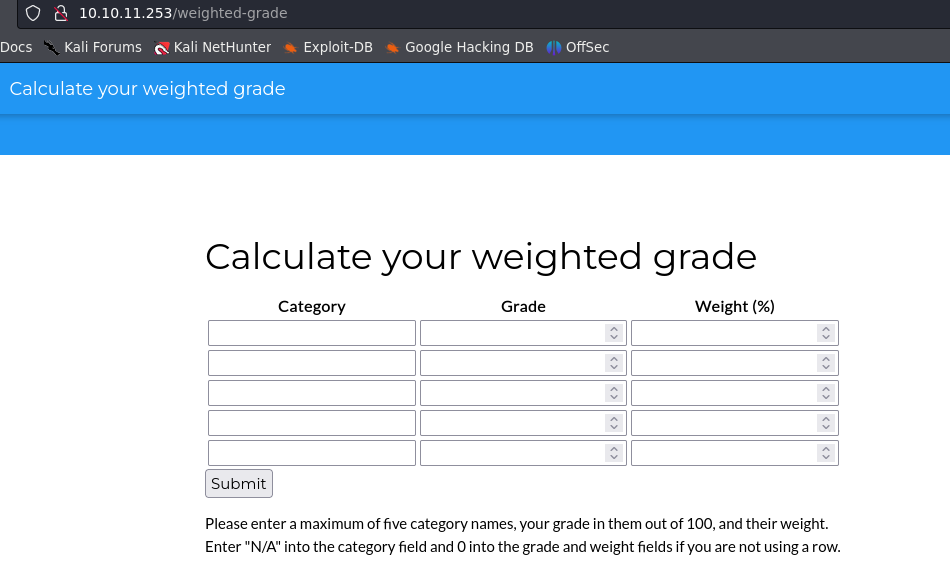 10.10.11.253/weighted-grade
Docs Kali Forums Kali NetHunter Exploit-DB Google Hacking DB OffSec
Calculate your weighted grade
Calculate your weighted grade
Category Grade Weight (%)
Submit
Please enter a maximum of five category names, your grade in them out of 100, and their weight.
Enter "N/A" into the category field and 0 into the grade and weight fields if you are not using a row.